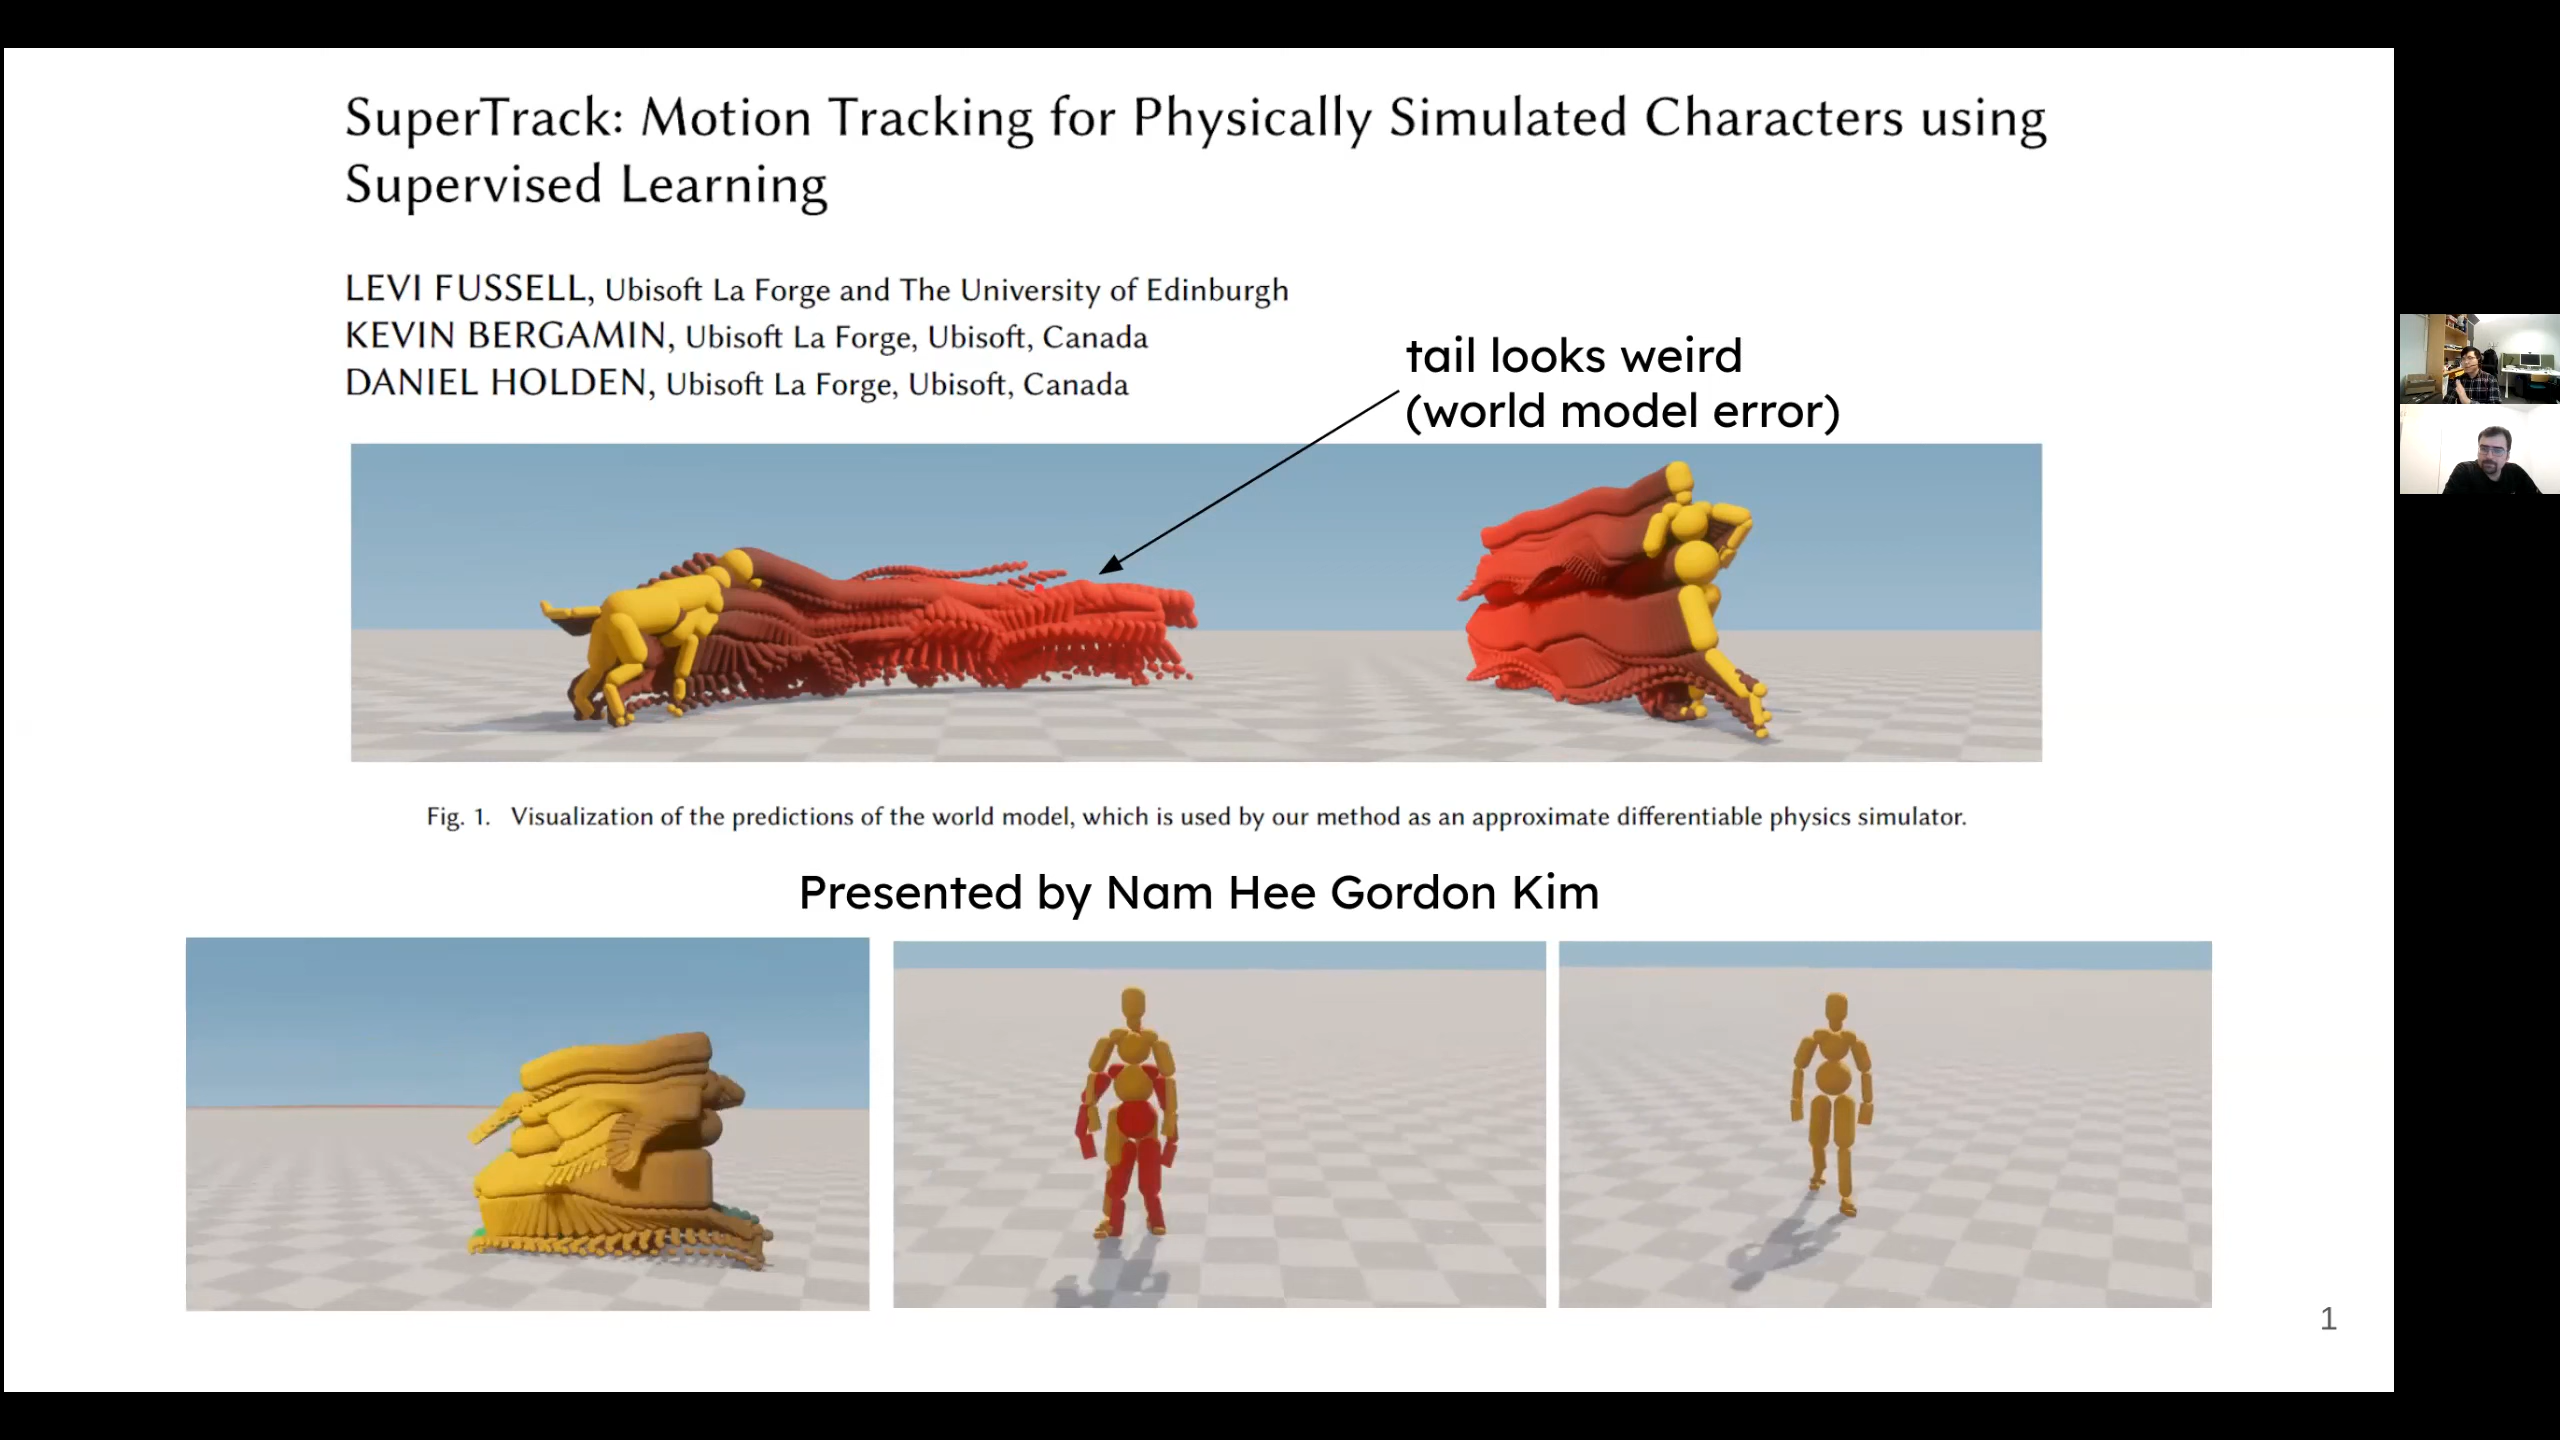 SuperTrack: Motion Tracking for Physically Simulated Characters using
Supervised Learning
LEVI FUSSELL, Ubisoft La Forge and The University of Edinburgh
KEVIN BERGAMIN, Ubisoft La Forge, Ubisoft, Canada
DANIEL HOLDEN, Ubisoft La Forge, Ubisoft, Canada
tail looks weird
(world model error)
Fig. 1. Visualization of the predictions of the world model, which is used by our method as an approximate differentiable physics simulator.
Presented by Nam Hee Gordon Kim
1